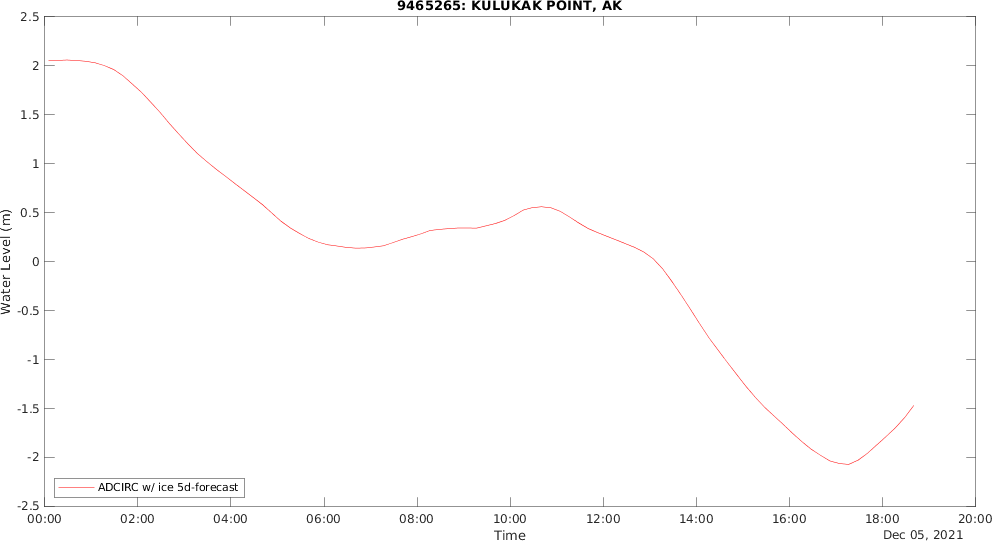 9465265: KULUKAK POINT, AK
2.5
2
1.5
1
0.5
0
-0.5
-1
-1.5
-2
-2.5
Water Level (m)
ADCIRC w/ ice 5d-forecast
00:00 02:00 04:00 06:00 08:00 10:00 12:00 14:00 16:00 18:00 20:00
Time
Dec 05, 2021